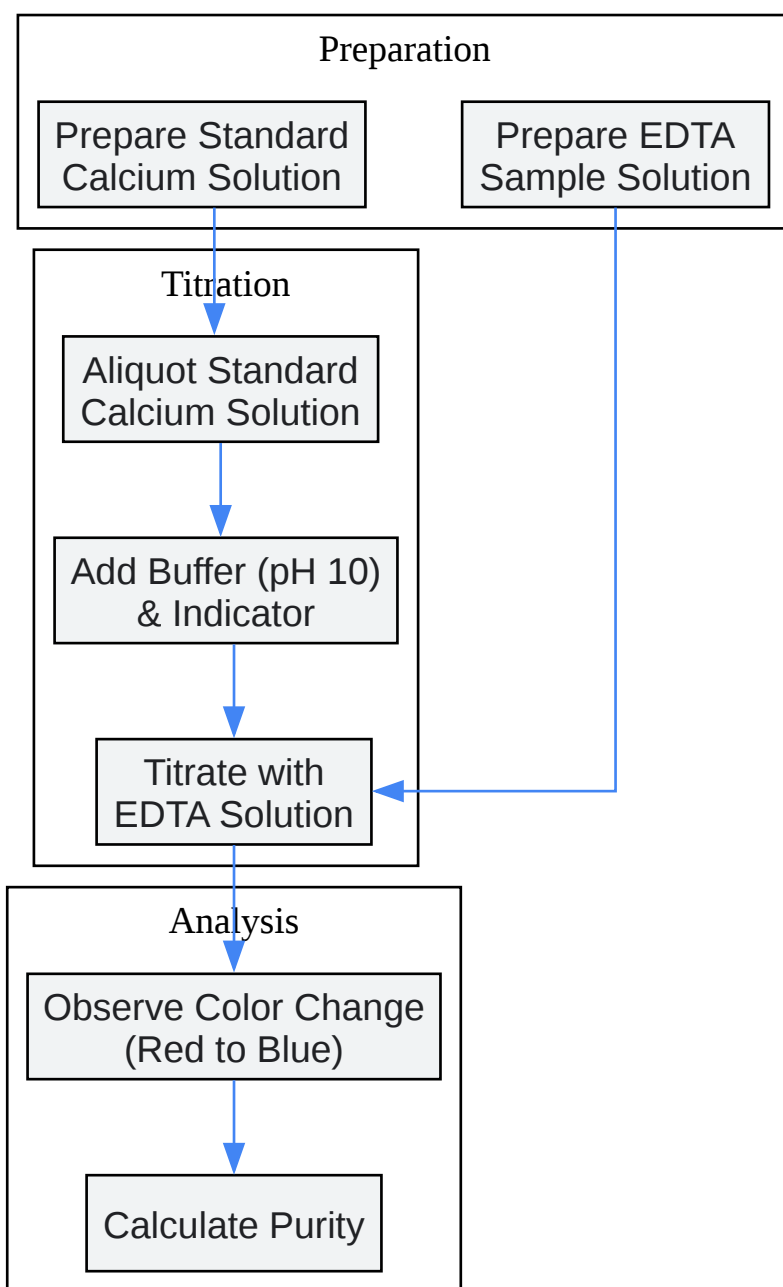 Preparation
Prepare Standard
Calcium Solution
Prepare EDTA
Sample Solution
Titration
Aliquot Standard
Calcium Solution
Add Buffer (pH 10)
& Indicator
Titrate with
EDTA Solution
Analysis
Observe Color Change
(Red to Blue)
Calculate Purity